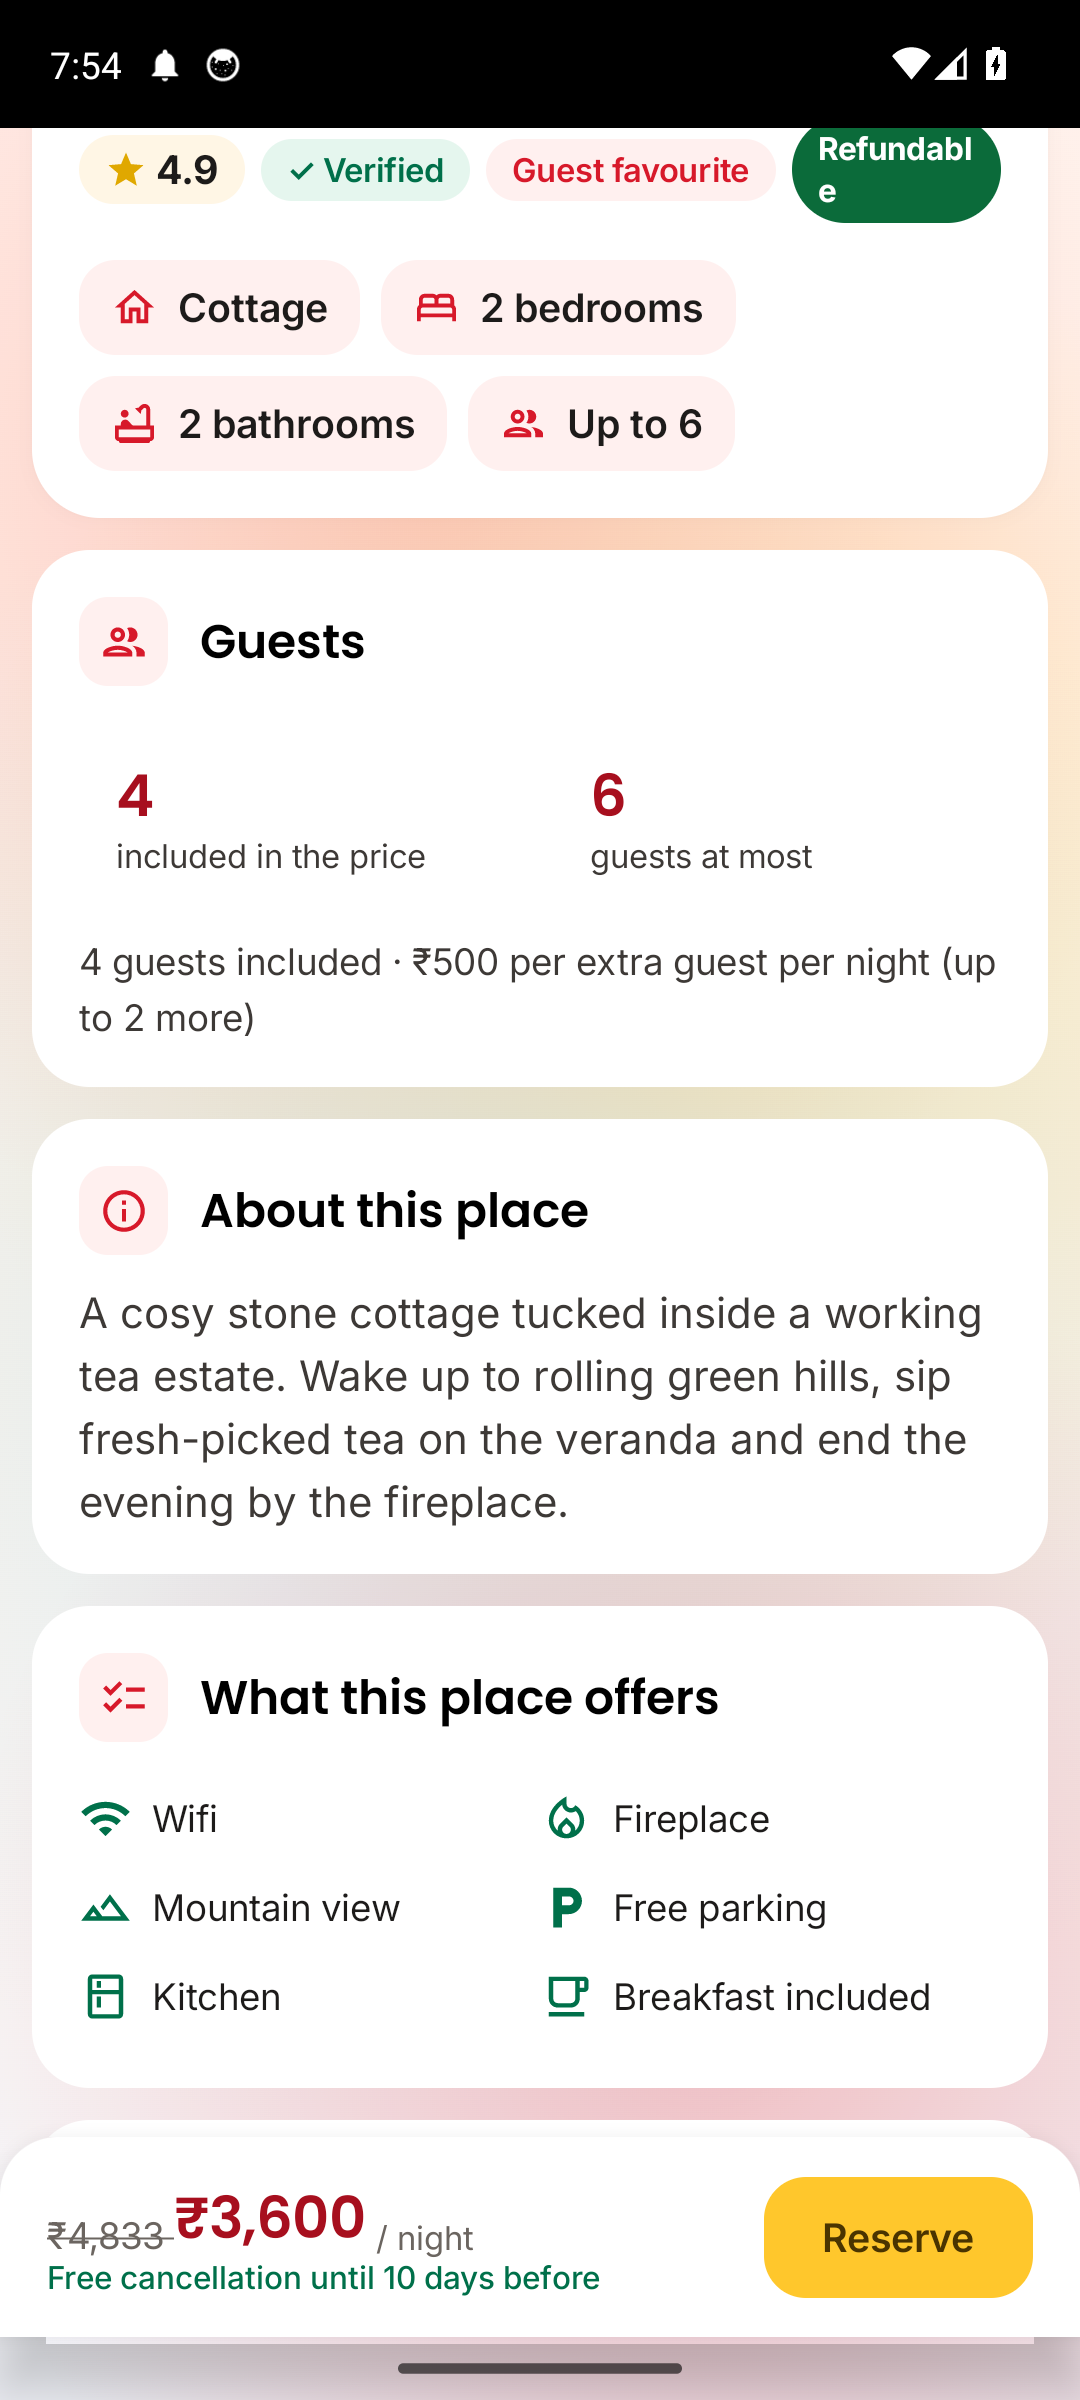 7:54
4.9
Verified
Guest favourite
Refundabl
e
Cottage
2 bedrooms
2 bathrooms
Up to 6
Guests
4
included in the price
6
guests at most
4 guests included · ₹500 per extra guest per night (up
to 2 more)
About this place
A cosy stone cottage tucked inside a working
tea estate. Wake up to rolling green hills, sip
fresh-picked tea on the veranda and end the
evening by the fireplace.
What this place offers
Wifi
Fireplace
Mountain view
Free parking
Kitchen
Breakfast included
₹4,833 ₹3,600 / night
Free cancellation until 10 days before
Reserve